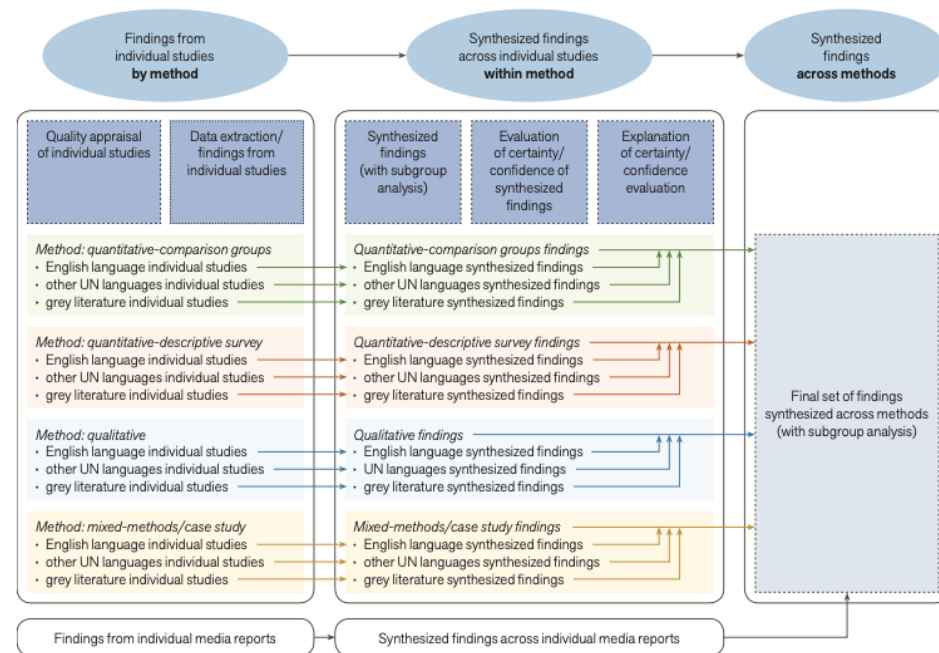 Findings from
individual studies
by method
Synthesized findings
across individual studies
within method
Synthesized
findings
across methods
Quality appraisal
of individual studies
Data extraction/
findings from
individual studies
Synthesized
findings
(with subgroup
analysis)
Evaluation
of certainty/
confidence of
synthesized
findings
Explanation
of certainty/
confidence
evaluation
Method: quantitative-comparison groups
· English language individual studies
· other UN languages individual studies
· grey literature individual studies
Quantitative-comparison groups findings
· English language synthesized findings
· other UN languages synthesized findings
· grey literature synthesized findings
Method: quantitative-descriptive survey
· English language individual studies
· other UN languages individual studies
· grey literature individual studies
Quantitative-descriptive survey findings
· English language synthesized findings
· other UN languages synthesized findings
· grey literature synthesized findings
Method: qualitative
· English language individual studies
· other UN languages individual studies
· grey literature individual studies
Qualitative findings
· English language synthesized findings
· UN languages synthesized findings
· grey literature synthesized findings
Method: mixed-methods/case study
· English language individual studies
· other UN languages individual studies
· grey literature individual studies
Mixed-methods/case study findings
· English language synthesized findings
· other UN languages synthesized findings
· grey literature synthesized findings
Final set of findings
synthesized across methods
(with subgroup analysis)
Findings from individual media reports
Synthesized findings across individual media reports